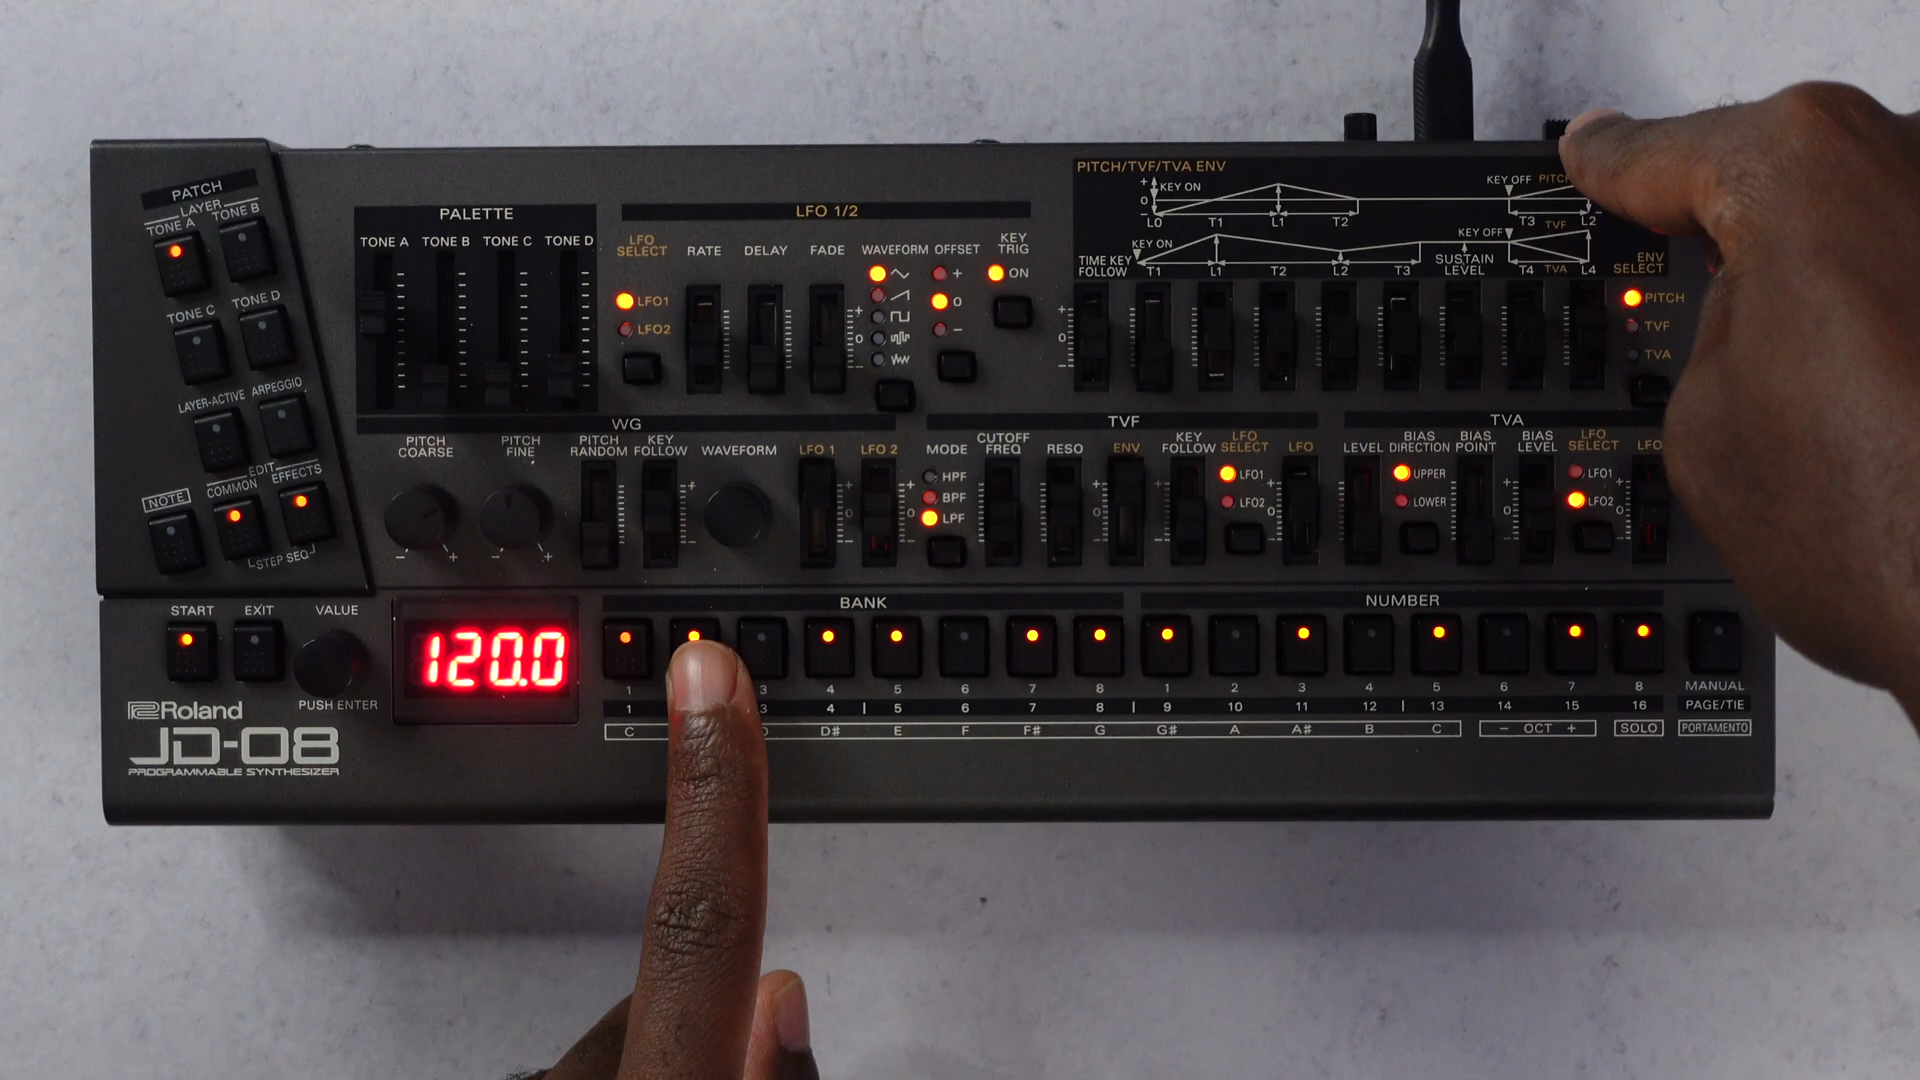 PATCH
LAYER
TONE A TONE B
TONE C TONE D
LAYER-ACTIVE ARPEGGIO
EDIT
NOTE COMMON EFFECTS
STEP SEQ
PALETTE
TONE A TONE B TONE C TONE D
LFO 1/2
LFO SELECT RATE DELAY FADE WAVEFORM OFFSET KEY TRIG
LFO1
LFO2
+
0
−
+
0
−
ON
PITCH/TVF/TVA ENV
+
0
−
KEY ON KEY OFF
L0 T1 L1 T2 T3 L2
TVF
KEY ON KEY OFF
TIME KEY FOLLOW T1 L1 T2 L2 T3 SUSTAIN LEVEL T4 TVA L4
+
0
−
ENV SELECT
PITCH
TVF
TVA
WG
PITCH COARSE PITCH FINE PITCH RANDOM KEY FOLLOW WAVEFORM LFO 1 LFO 2
− + − +
TVF
MODE CUTOFF FREQ RESO ENV KEY FOLLOW LFO SELECT LFO
HPF
BPF
LPF
LFO1
LFO2
TVA
LEVEL BIAS DIRECTION BIAS POINT BIAS LEVEL LFO SELECT LFO
UPPER
LOWER
LFO1
LFO2
START EXIT VALUE
PUSH ENTER
120.0
Roland
JD-08
PROGRAMMABLE SYNTHESIZER
BANK NUMBER
1 3 4 5 6 7 8 1 2 3 4 5 6 7 8 MANUAL
1 3 4 5 6 7 8 9 10 11 12 13 14 15 16 PAGE/TIE
C D# E F F# G G# A A# B C − OCT + SOLO PORTAMENTO